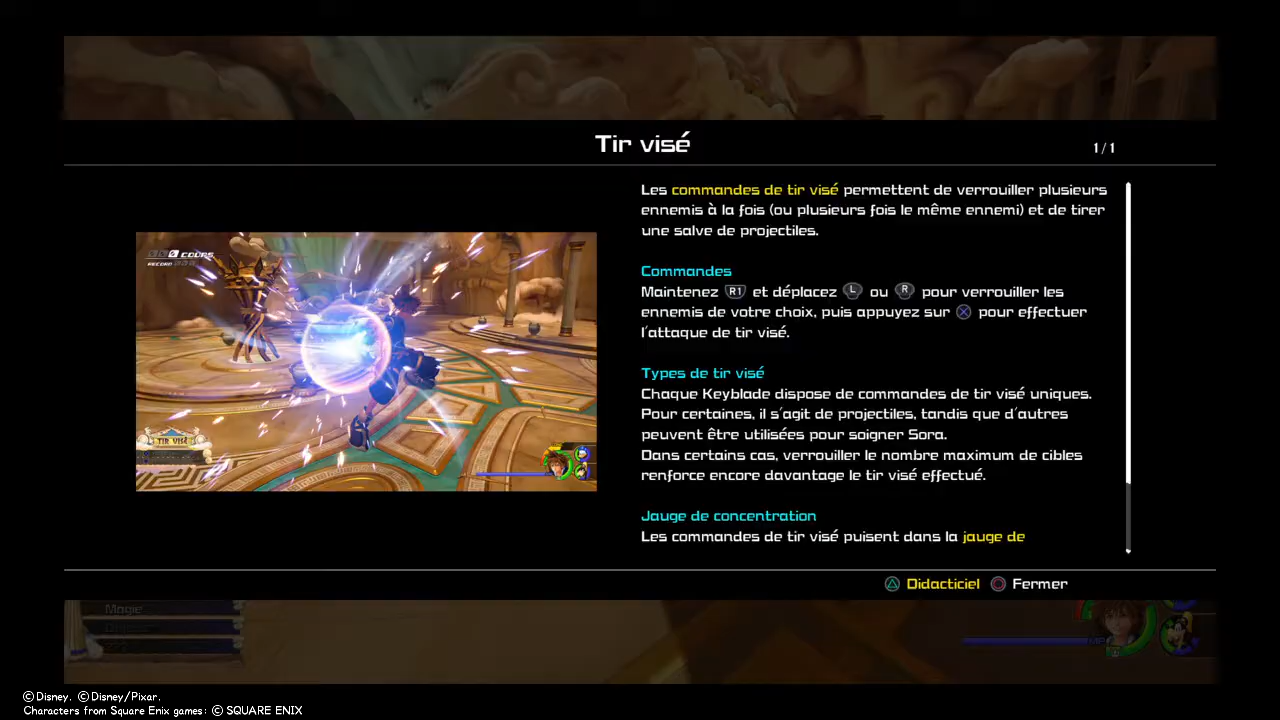 Tir visé
1/1
Les commandes de tir visé permettent de verrouiller plusieurs
ennemis à la fois (ou plusieurs fois le même ennemi) et de tirer
une salve de projectiles.
Commandes
Maintenez R1 et déplacez L ou R pour verrouiller les
ennemis de votre choix, puis appuyez sur pour effectuer
l'attaque de tir visé.
Types de tir visé
Chaque Keyblade dispose de commandes de tir visé uniques.
Pour certaines, il s'agit de projectiles, tandis que d'autres
peuvent être utilisées pour soigner Sora.
Dans certains cas, verrouiller le nombre maximum de cibles
renforce encore davantage le tir visé effectué.
Jauge de concentration
Les commandes de tir visé puisent dans la jauge de
COUPS
RECORD
TIR VISÉ
Didacticiel Fermer
Magie
©Disney. ©Disney/Pixar.
Characters from Square Enix games: © SQUARE ENIX